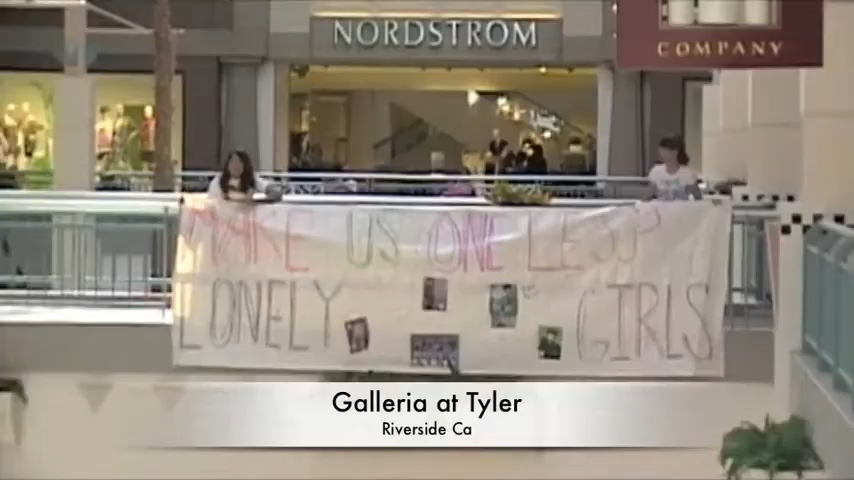 NORDSTROM
COMPANY
MAKE US ONE LESS
LONELY GIRLS
Galleria at Tyler
Riverside Ca